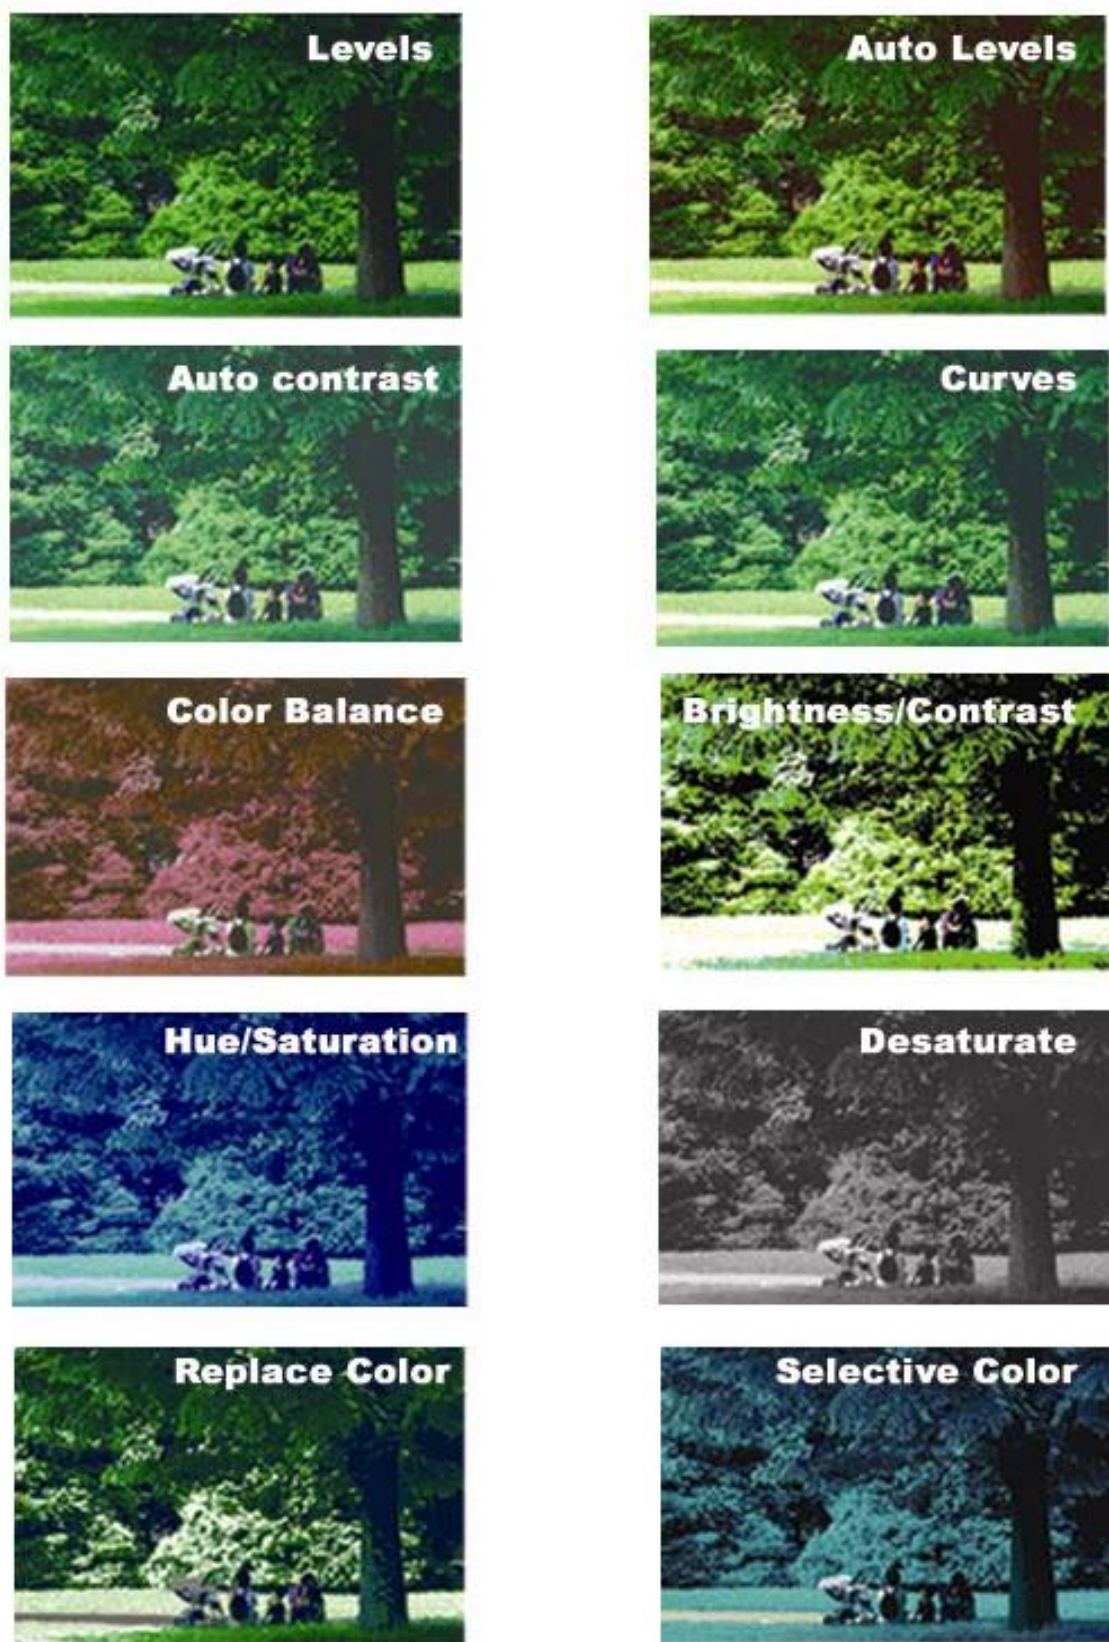 Levels
Auto Levels
Auto contrast
Curves
Color Balance
Brightness/Contrast
Hue/Saturation
Desaturate
Replace Color
Selective Color